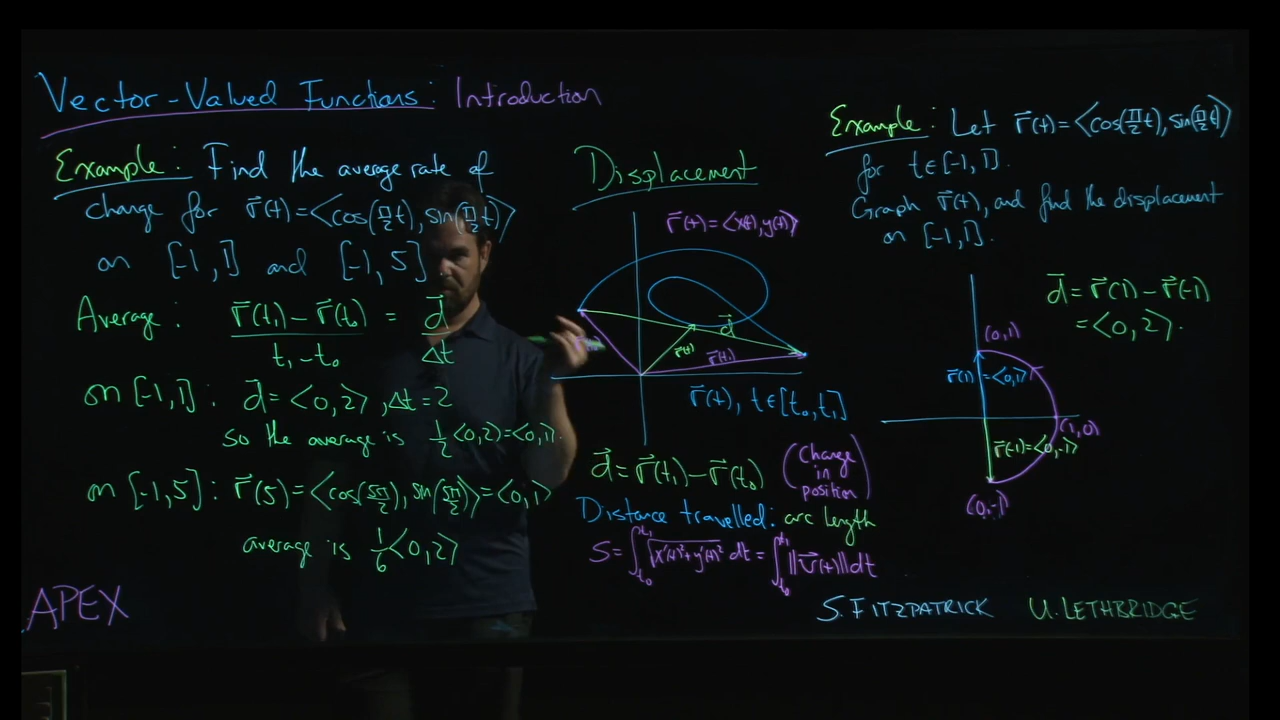 Vector-Valued Functions: Introduction
Example: Find the average rate of
change for r⃗(t)=⟨cos(π/2 t), sin(π/2 t)⟩
on [-1,1] and [-1,5]
Average: (r⃗(t₁)-r⃗(t₀))/(t₁-t₀) = d⃗/Δt
on [-1,1]: d⃗=⟨0,2⟩, Δt=2
so the average is 1/2⟨0,2⟩=⟨0,1⟩.
on [-1,5]: r⃗(5)=⟨cos(5π/2), sin(5π/2)⟩=⟨0,1⟩
average is 1/6⟨0,2⟩
APEX
Displacement
r⃗(t)=⟨x(t),y(t)⟩
d⃗
r⃗(t)
r⃗(t₁)
r⃗(t), t∈[t₀,t₁]
d⃗=r⃗(t₁)-r⃗(t₀)
(Change
in
position)
Distance travelled: arc length
S=∫_{t₀}^{t₁}√(x'(t)²+y'(t)²) dt = ∫_{t₀}^{t₁}||v⃗(t)||dt
Example: Let r⃗(t)=⟨cos(π/2 t), sin(π/2 t)⟩
for t∈[-1,1].
Graph r⃗(t), and find the displacement
on [-1,1].
d⃗=r⃗(1)-r⃗(-1)
=⟨0,2⟩.
(0,1)
r⃗(1)=⟨0,1⟩
(1,0)
r⃗(-1)=⟨0,-1⟩
(0,-1)
S. FITZPATRICK U. LETHBRIDGE